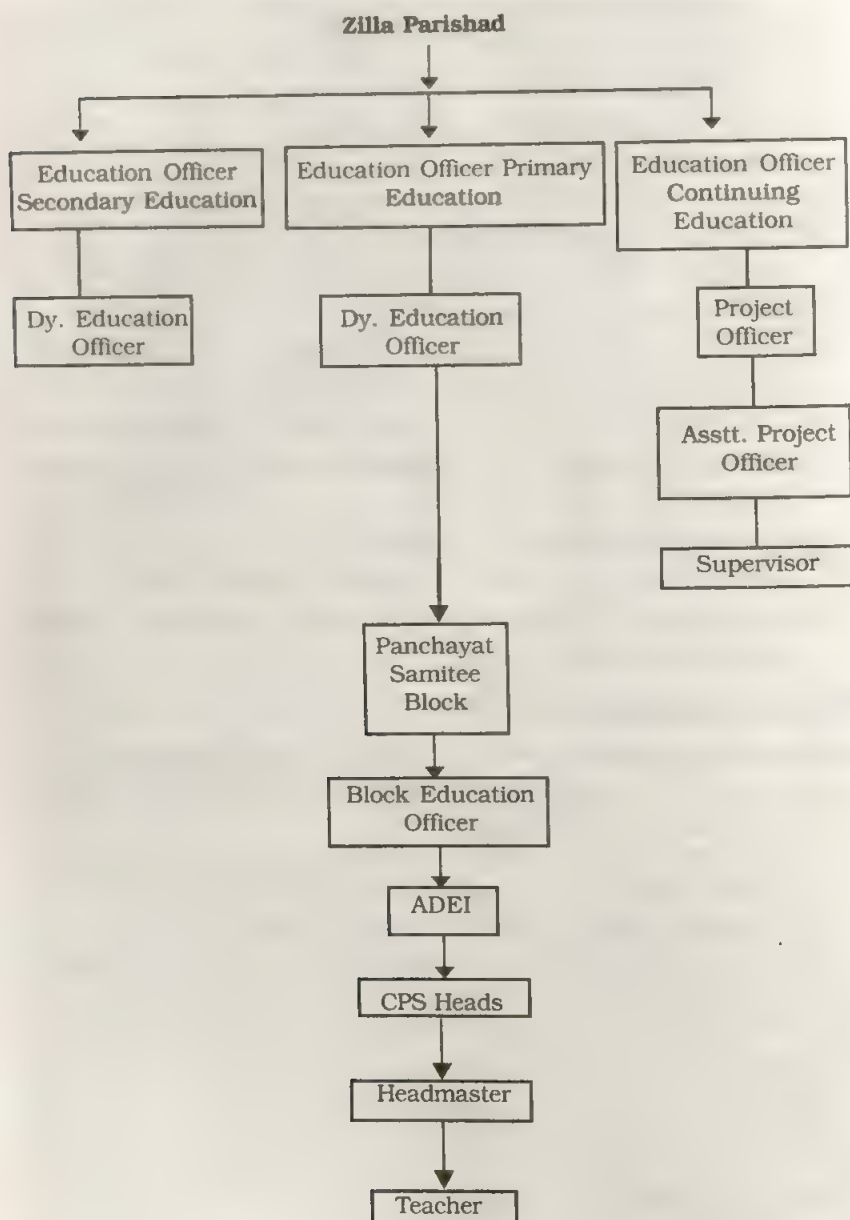 Zilla Parishad
Education Officer
Secondary Education
Education Officer Primary
Education
Education Officer
Continuing
Education
Dy. Education
Officer
Dy. Education
Officer
Project
Officer
Asstt. Project
Officer
Supervisor
Panchayat
Samitee
Block
Block Education
Officer
ADEI
CPS Heads
Headmaster
Teacher